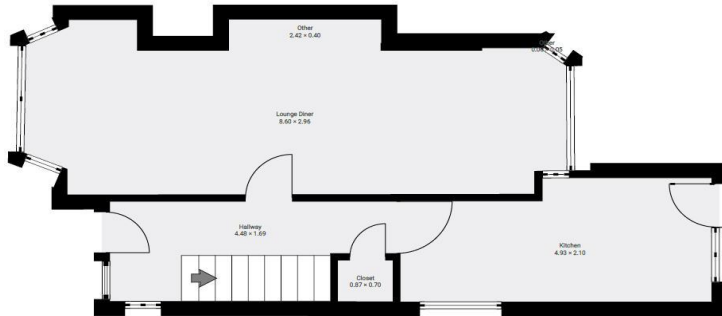 Other
2.42 × 0.40
Other
Lounge Diner
8.60 × 2.96
Hallway
4.48 × 1.69
Kitchen
4.93 × 2.10
Closet
0.87 × 0.70